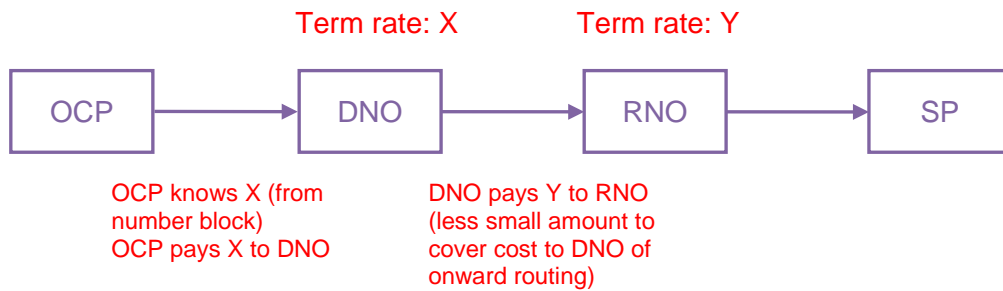 Term rate: X
Term rate: Y
OCP
DNO
RNO
SP
OCP knows X (from
number block)
OCP pays X to DNO
DNO pays Y to RNO
(less small amount to
cover cost to DNO of
onward routing)